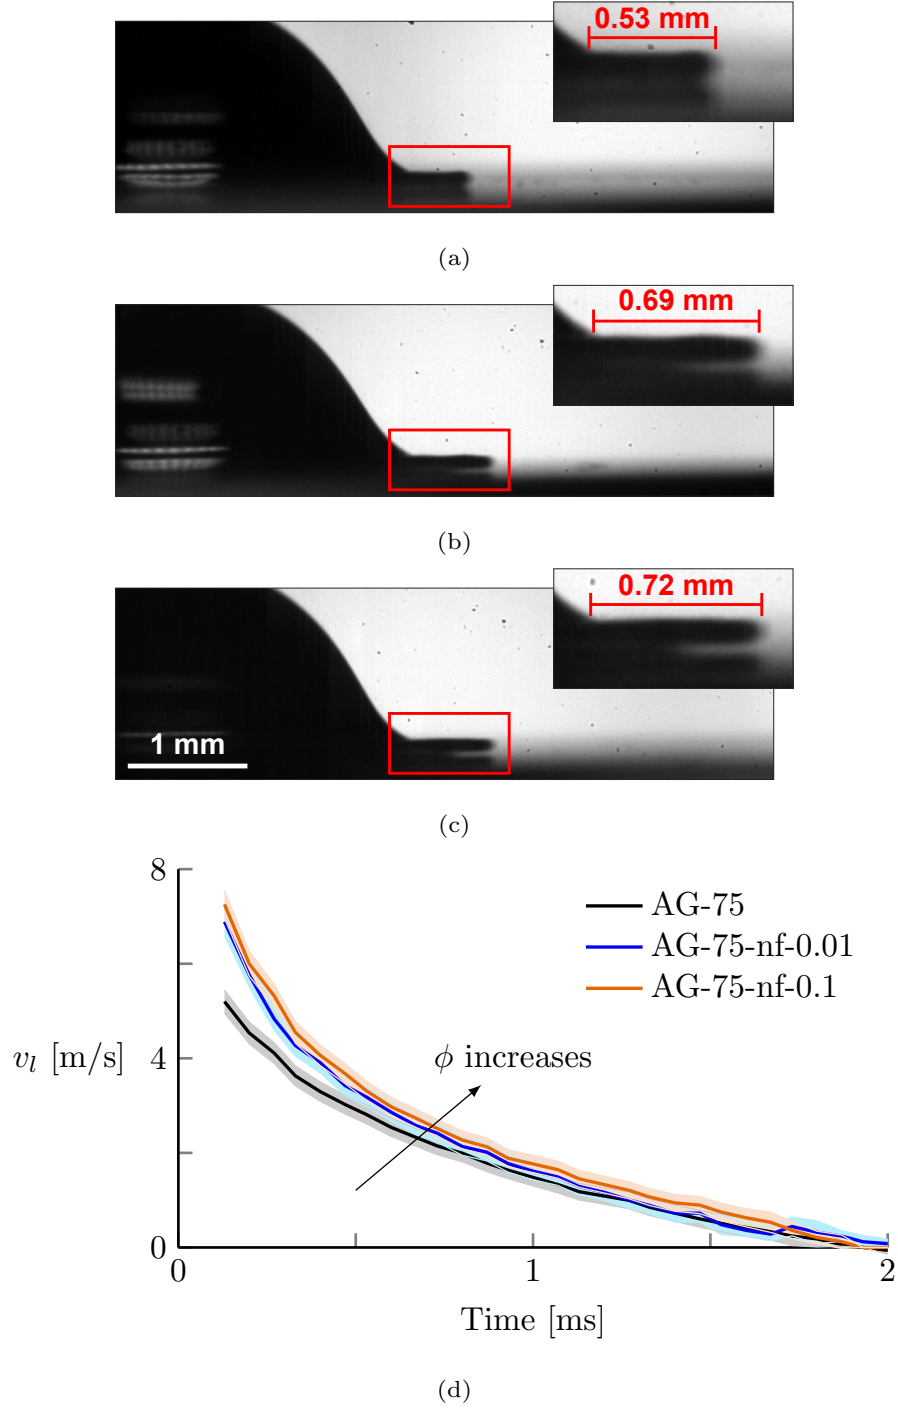 0.53 mm
(a)
0.69 mm
(b)
0.72 mm
1 mm
(c)
8
AG-75
AG-75-nf-0.01
AG-75-nf-0.1
ϕ increases
v_l [m/s]
4
0
0 1 2
Time [ms]
(d)